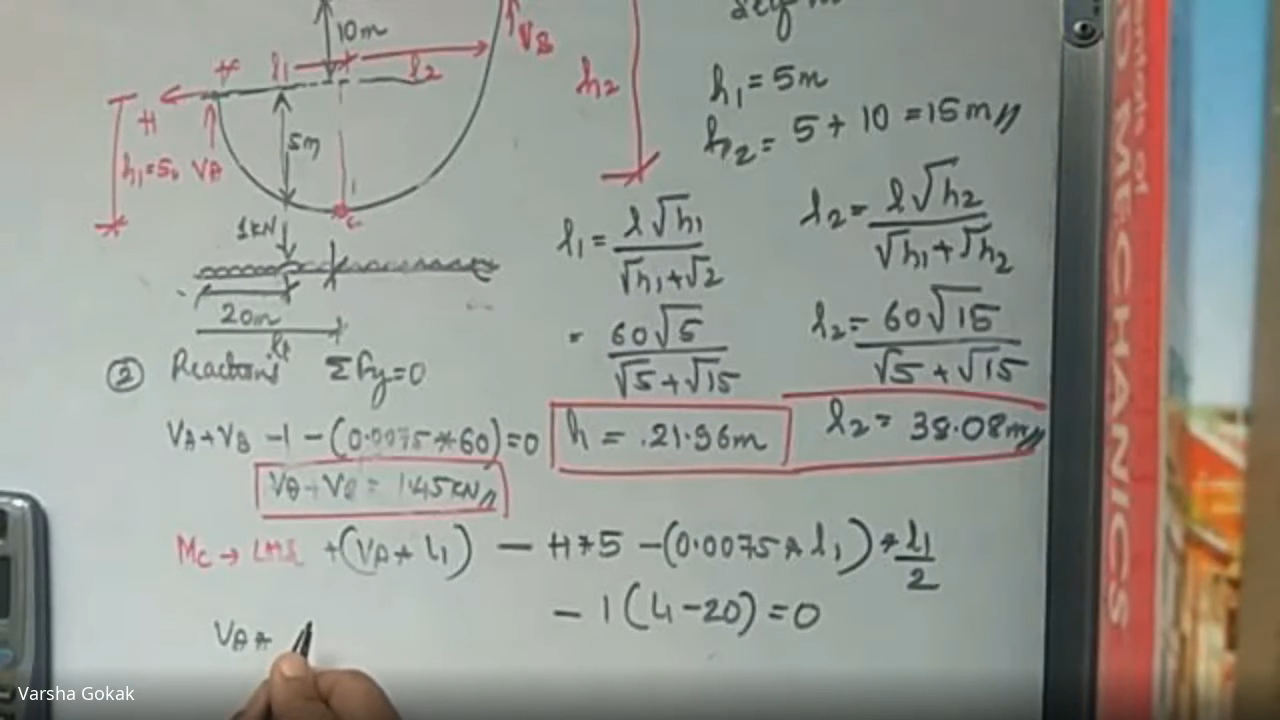 10m
VB
h2
h1 = 5m
h2 = 5 + 10 = 15m//
H l1 l2
H
5m
h1=5, VA
C
1kN
20m
l1
l1 = l√h1 / √h1+√2
l2 = l√h2 / √h1+√h2
= 60√5 / √5+√15
l2 = 60√15 / √5+√15
② Reactions ΣFy=0
VA+VB -1 -(0.0075*60)=0
h = .21.96m
l2 = 38.08m//
VA+VB = 1.45kN//
Mc → LHS +(VA * l1) - H*5 -(0.0075*l1)*l1/2
- 1(l1-20)=0
VA *
MECHANICS
Varsha Gokak